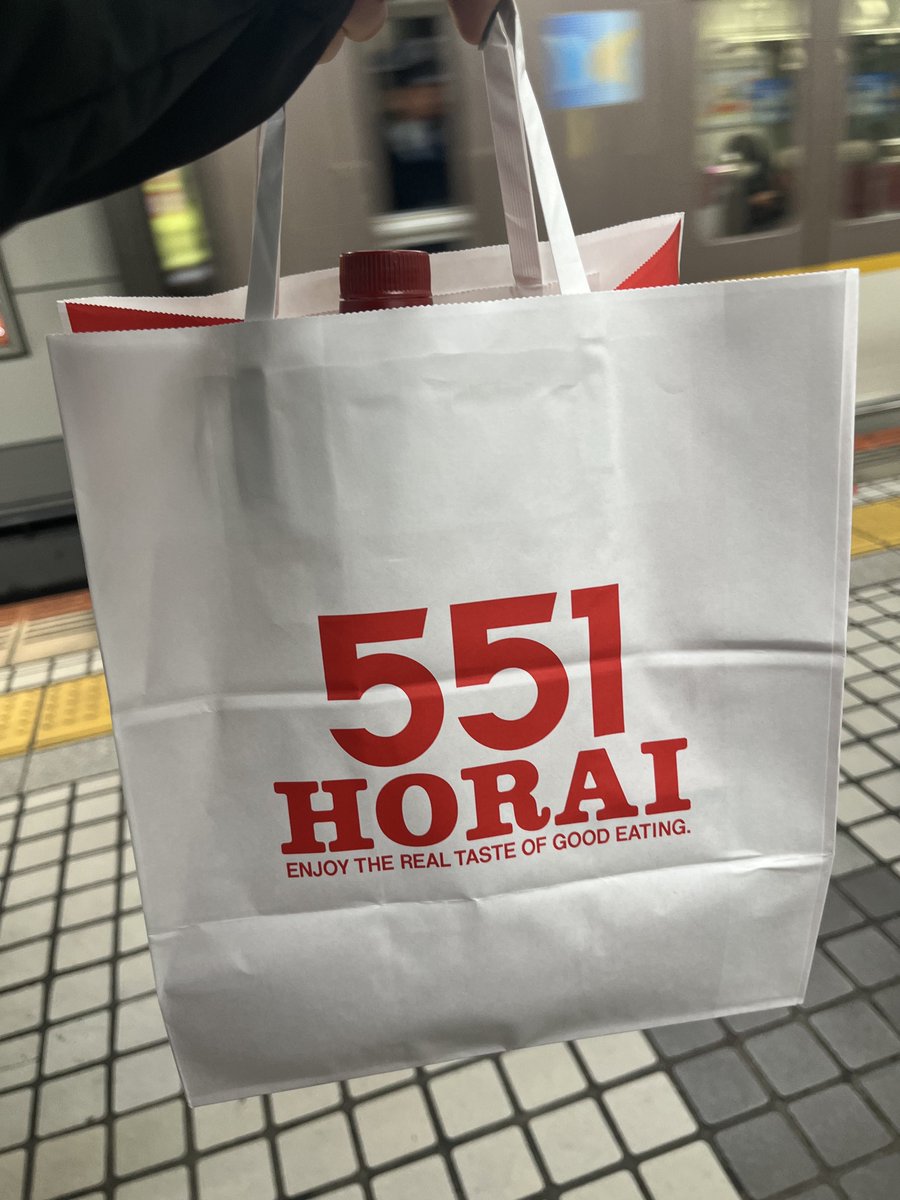 551
HORAI
ENJOY THE REAL TASTE OF GOOD EATING.